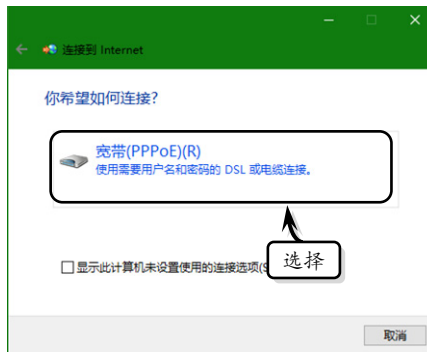 连接到 Internet
你希望如何连接?
宽带(PPPoE)(R)
使用需要用户名和密码的 DSL 或电缆连接。
选择
显示此计算机未设置使用的连接选项(S
取消